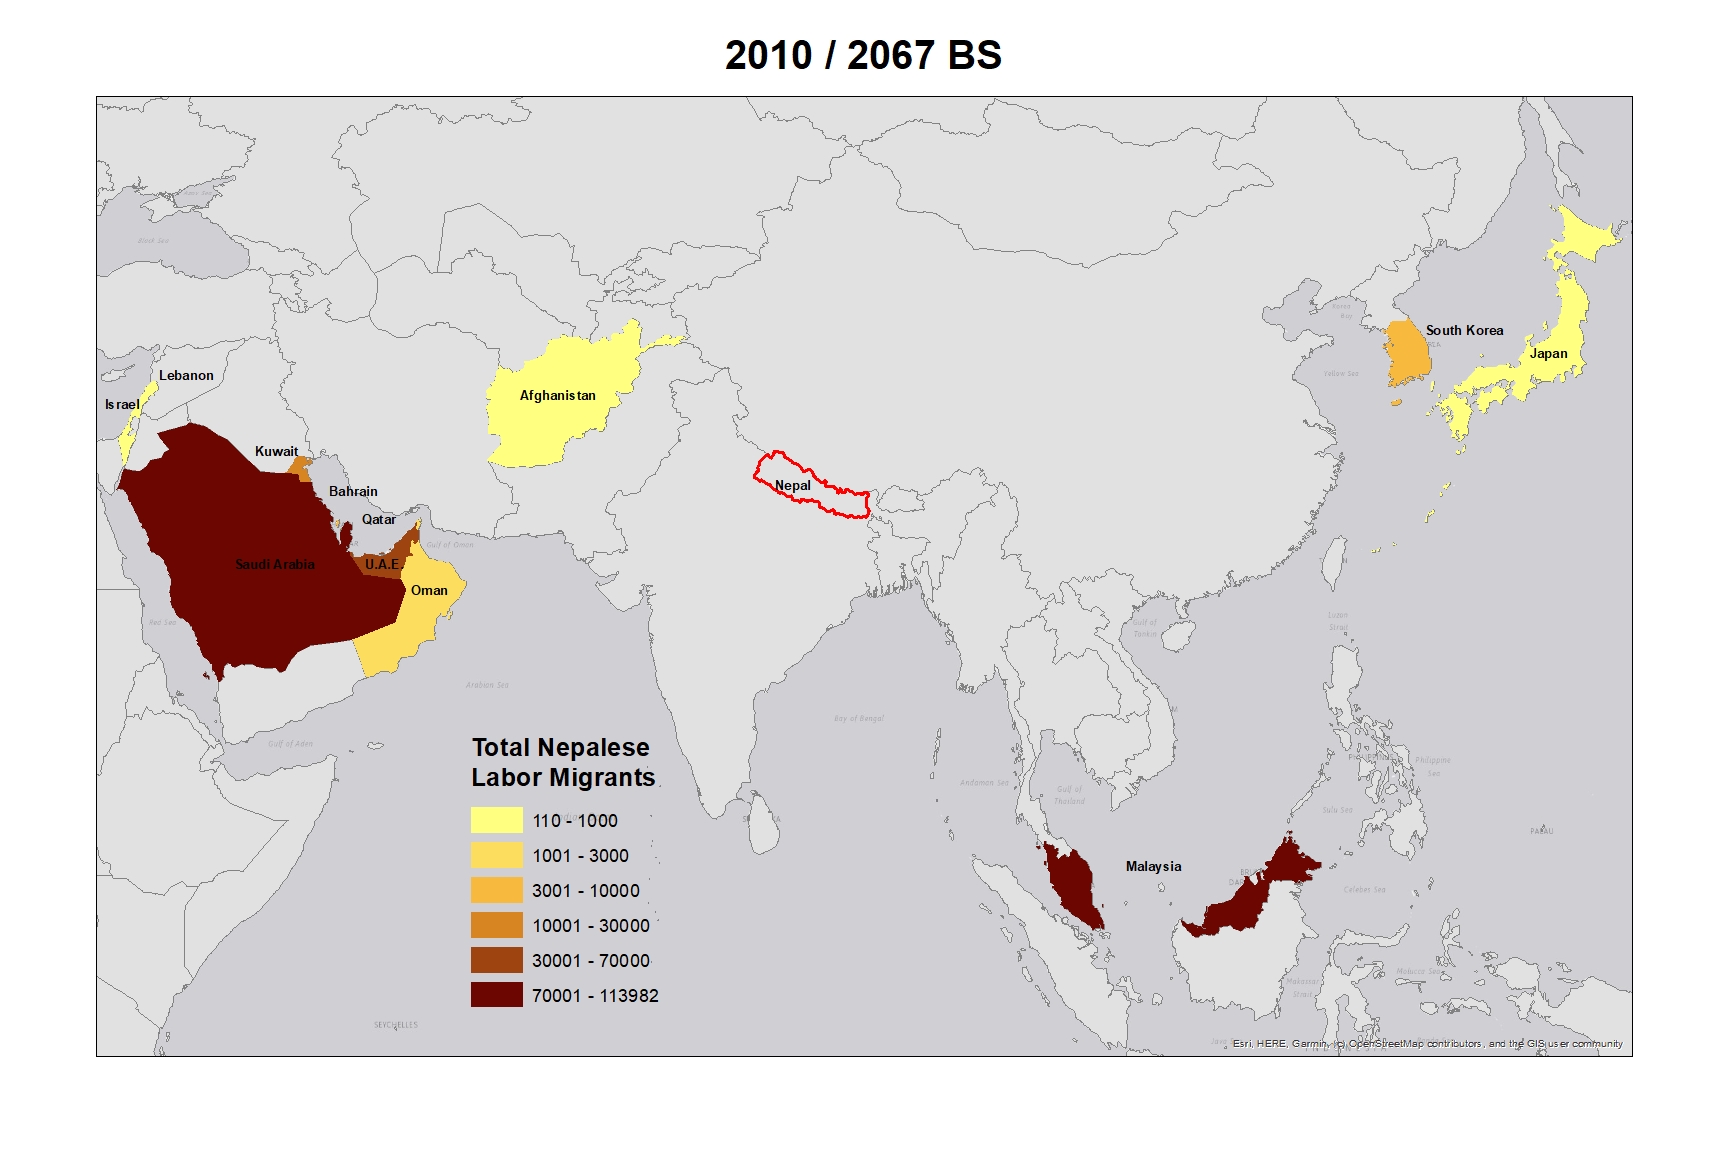 2010 / 2067 BS
Black Sea
Lebanon
Israel
Kuwait
Bahrain
Qatar
Saudi Arabia
U.A.E.
Oman
Afghanistan
Nepal
South Korea
Japan
Malaysia
Yellow Sea
Gulf of Oman
Red Sea
Arabian Sea
Gulf of Aden
Bay of Bengal
Andaman Sea
Gulf of
Tonkin
Gulf of
Thailand
Luzon
Strait
Philippine
Sea
Sulu Sea
PALAU
Celebes Sea
Makassar
Strait
SEYCHELLES
Total Nepalese
Labor Migrants
110 - 1000
1001 - 3000
3001 - 10000
10001 - 30000
30001 - 70000
70001 - 113982
Esri, HERE, Garmin, (c) OpenStreetMap contributors, and the GIS user community